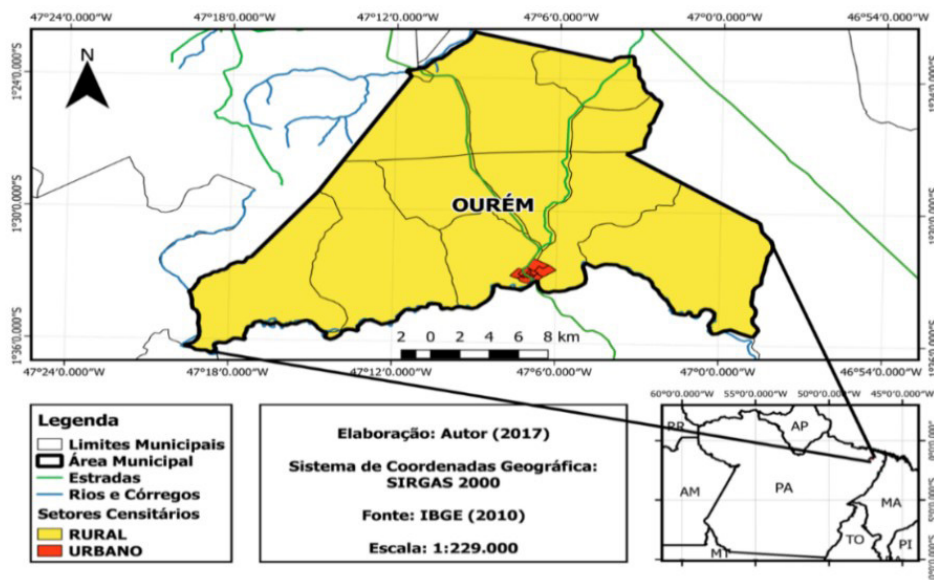 47°24'0.000"O 47°18'0.000"O 47°12'0.000"O 47°6'0.000"O 47°0'0.000"O 46°54'0.000"O
N
1°24'0.000"S
1°30'0.000"S
1°30'0.000"S
OURÉM
1°36'0.000"S
2 0 2 4 6 8 km
47°24'0.000"O 47°18'0.000"O 47°12'0.000"O 47°6'0.000"O 47°0'0.000"O 46°54'0.000"O
Legenda
Limites Municipais
Área Municipal
Estradas
Rios e Córregos
Setores Censitários
RURAL
URBANO
Elaboração: Autor (2017)
Sistema de Coordenadas Geográfica:
SIRGAS 2000
Fonte: IBGE (2010)
Escala: 1:229.000
55°0'0.000"O 50°0'0.000"O 45°0'0.000"O
RR
AP
AM
PA
MA
MT
TO
PI